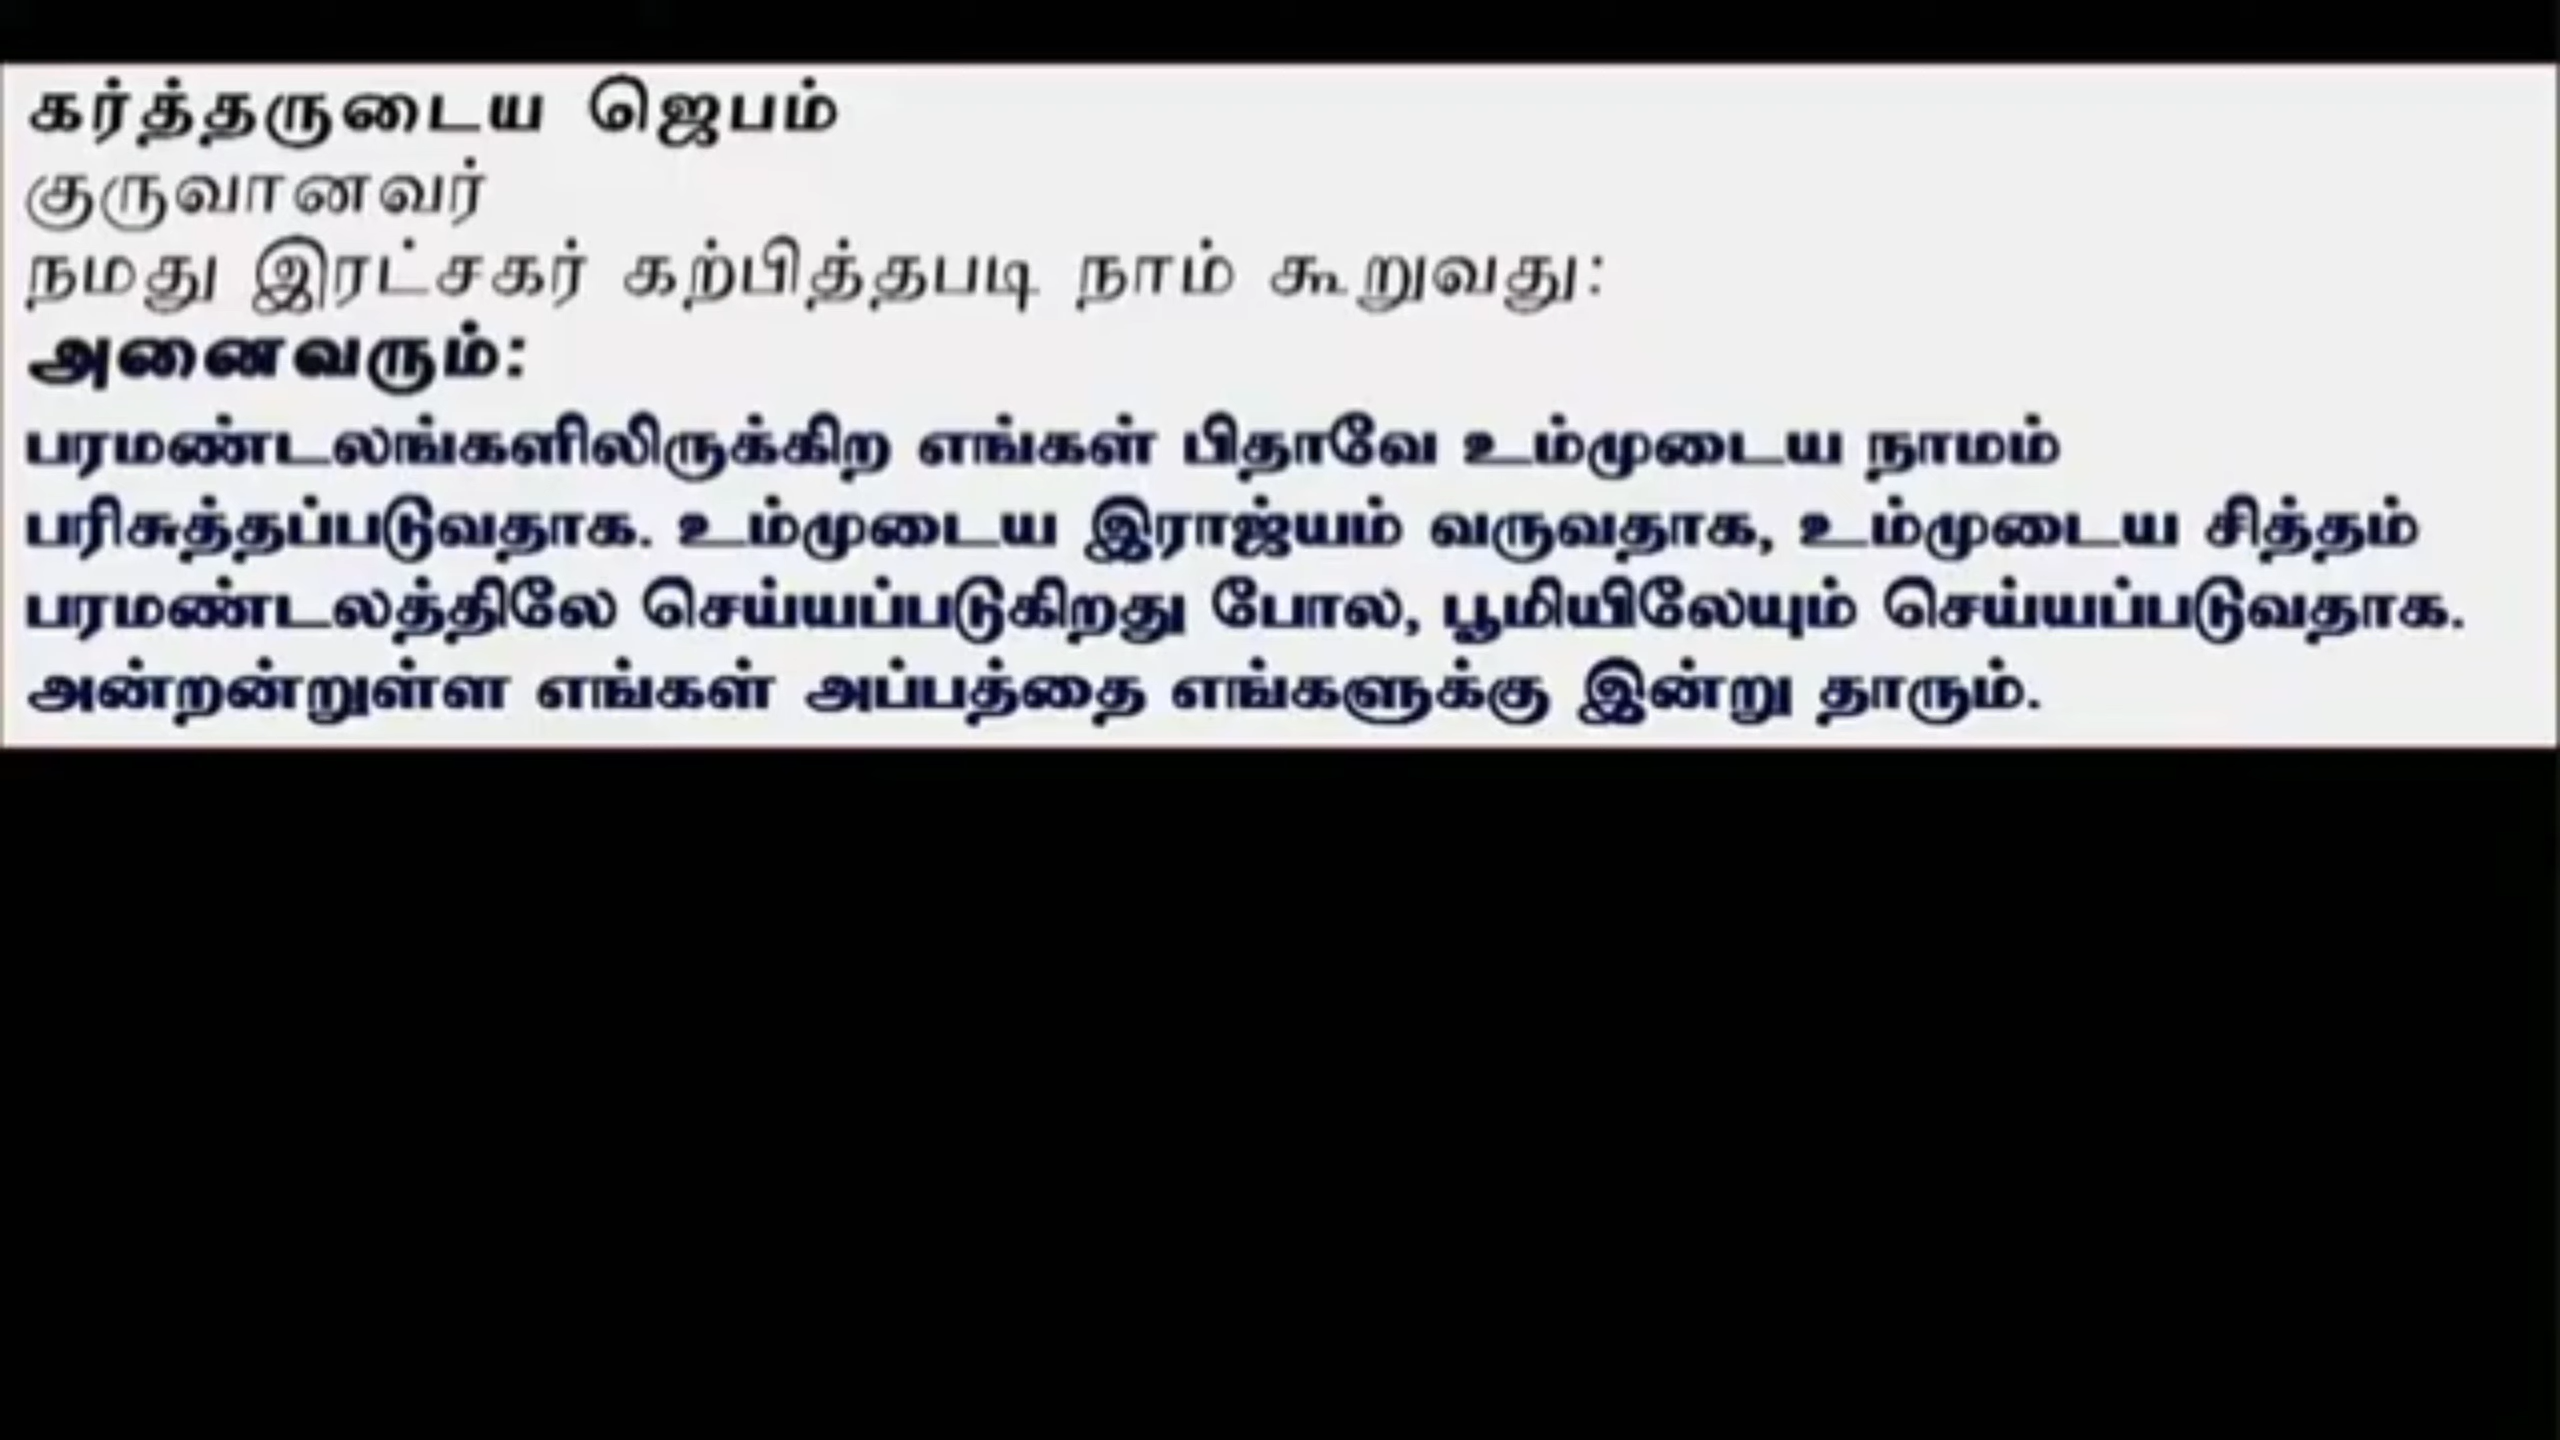 கர்த்தருடைய ஜெபம்
குருவானவர்
நமது இரட்சகர் கற்பித்தபடி நாம் கூறுவது:
அனைவரும்:
பரமண்டலங்களிலிருக்கிற எங்கள் பிதாவே உம்முடைய நாமம்
பரிசுத்தப்படுவதாக. உம்முடைய இராஜ்யம் வருவதாக, உம்முடைய சித்தம்
பரமண்டலத்திலே செய்யப்படுகிறது போல, பூமியிலேயும் செய்யப்படுவதாக.
அன்றன்றுள்ள எங்கள் அப்பத்தை எங்களுக்கு இன்று தாரும்.